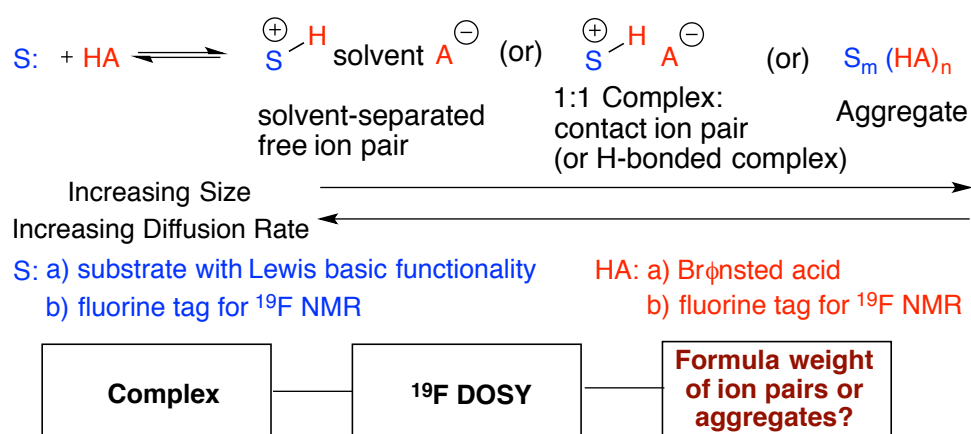 S: + HA ⊕ S H solvent A ⊖ (or) ⊕ S H A ⊖ (or) Sm (HA)n
solvent-separated
free ion pair
1:1 Complex:
contact ion pair
(or H-bonded complex)
Aggregate
Increasing Size
Increasing Diffusion Rate
S: a) substrate with Lewis basic functionality
b) fluorine tag for 19F NMR
HA: a) Brϕnsted acid
b) fluorine tag for 19F NMR
Complex
19F DOSY
Formula weight
of ion pairs or
aggregates?